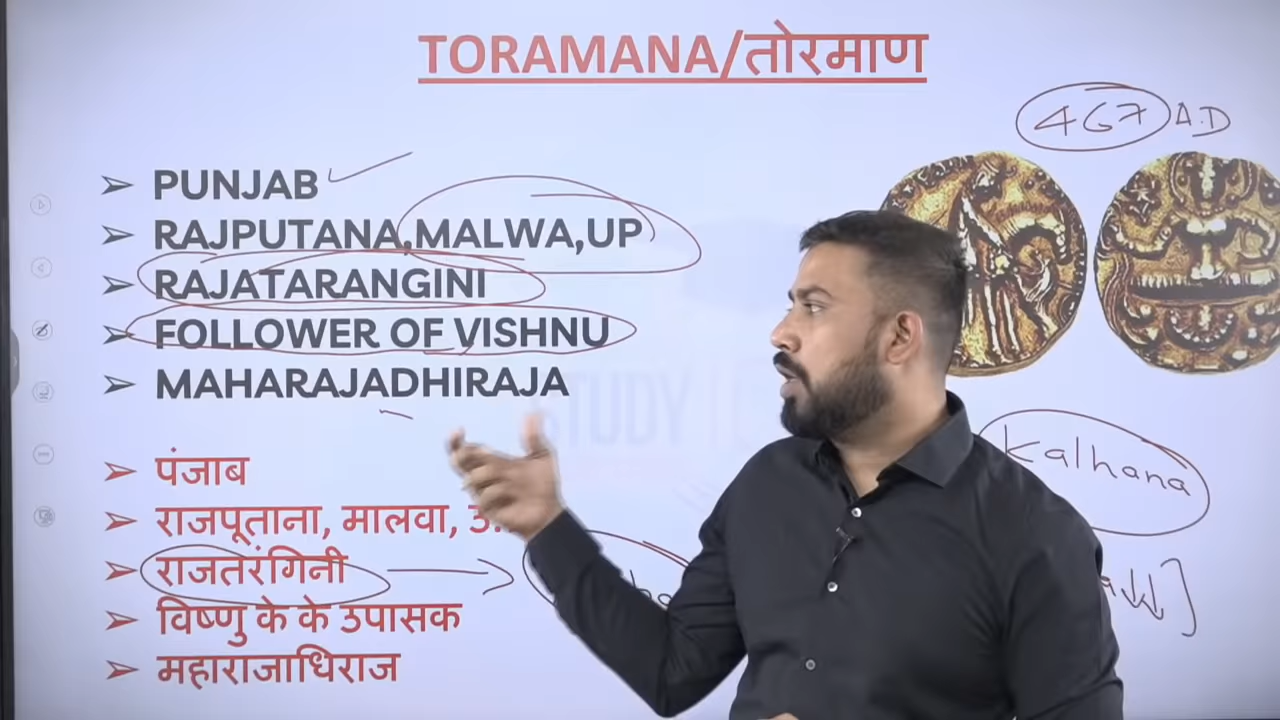 TORAMANA/तोरमाण
467 A.D
PUNJAB
RAJPUTANA,MALWA,UP
RAJATARANGINI
FOLLOWER OF VISHNU
MAHARAJADHIRAJA
STUDY
Kalhana
पंजाब
राजपूताना, मालवा,
राजतरंगिनी
विष्णु के के उपासक
महाराजाधिराज